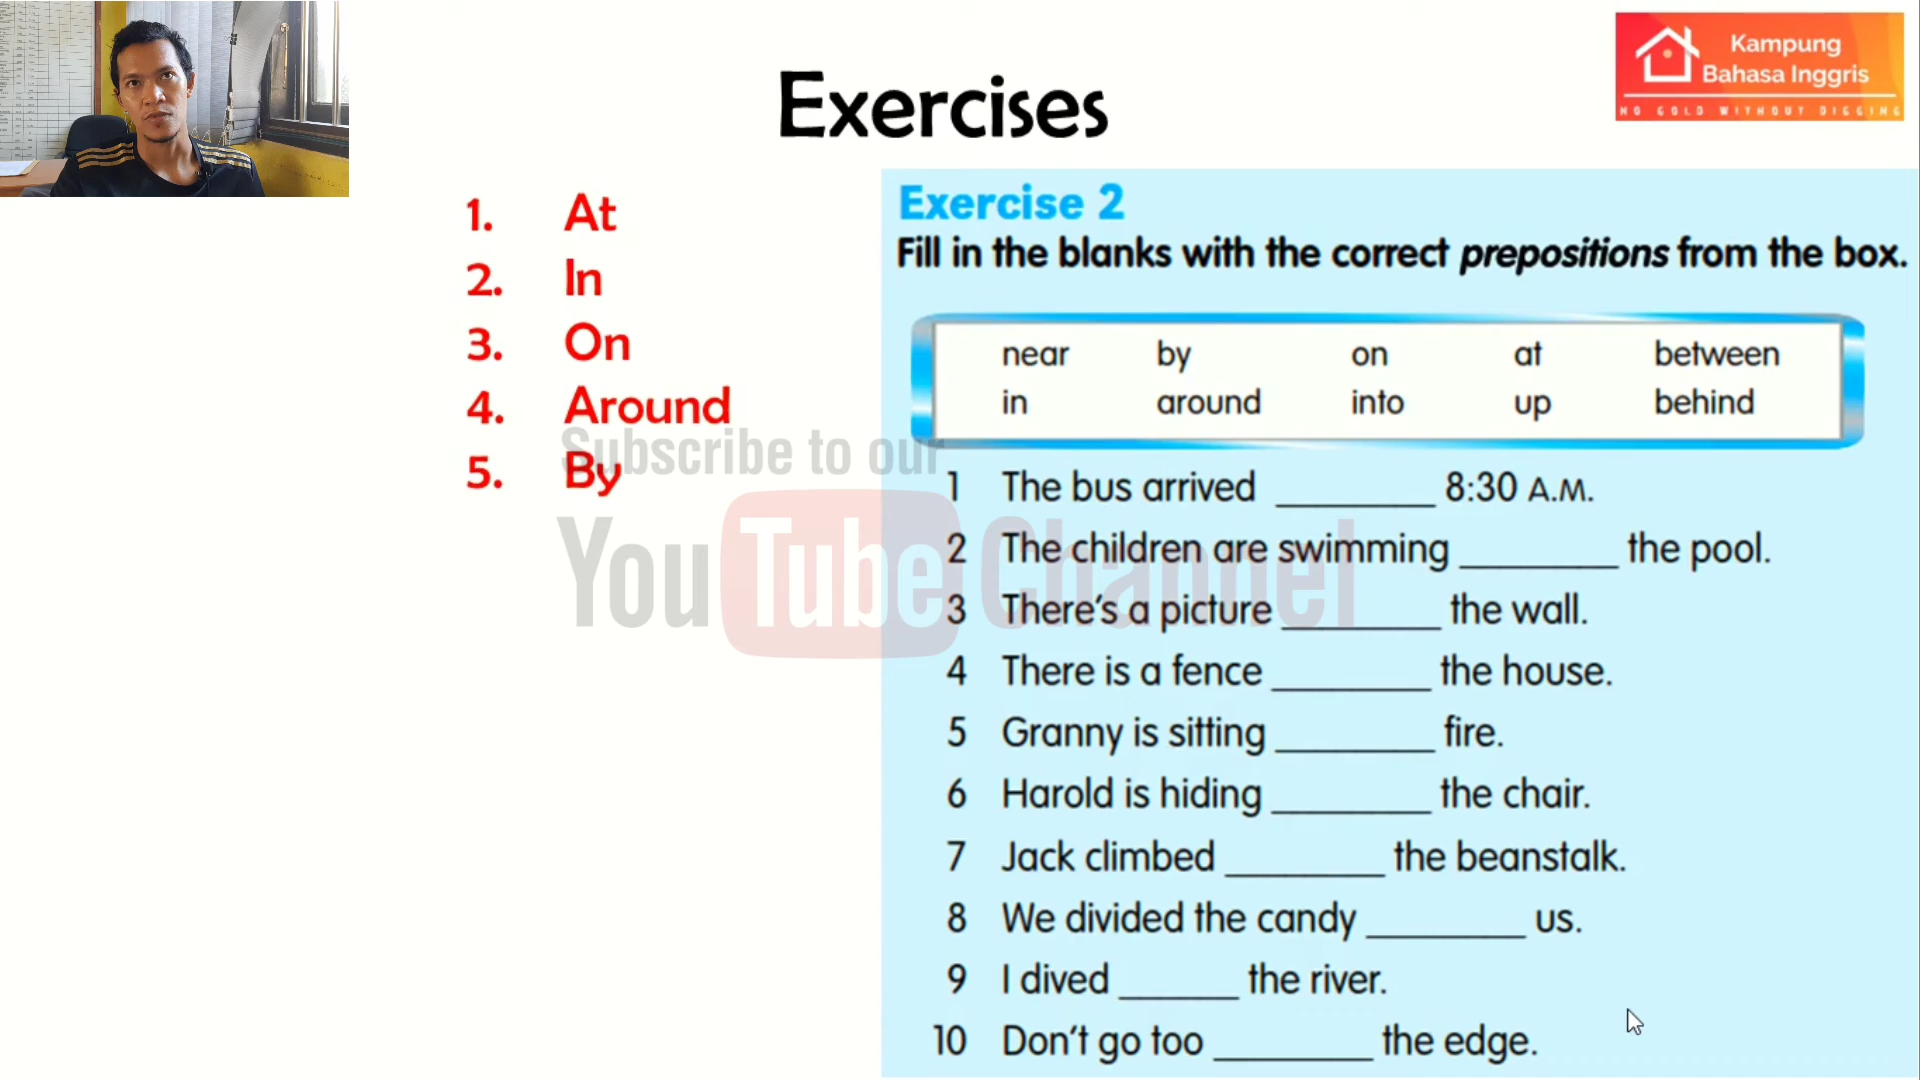 Exercises
Kampung
Bahasa Inggris
NO GOLD WITHOUT DIGGING
1. At
2. In
3. On
4. Around
5. By
Subscribe to our
YouTube Channel
Exercise 2
Fill in the blanks with the correct prepositions from the box.
near by on at between
in around into up behind
1 The bus arrived ________ 8:30 A.M.
2 The children are swimming ________ the pool.
3 There's a picture ________ the wall.
4 There is a fence ________ the house.
5 Granny is sitting ________ fire.
6 Harold is hiding ________ the chair.
7 Jack climbed ________ the beanstalk.
8 We divided the candy ________ us.
9 I dived ______ the river.
10 Don't go too ________ the edge.